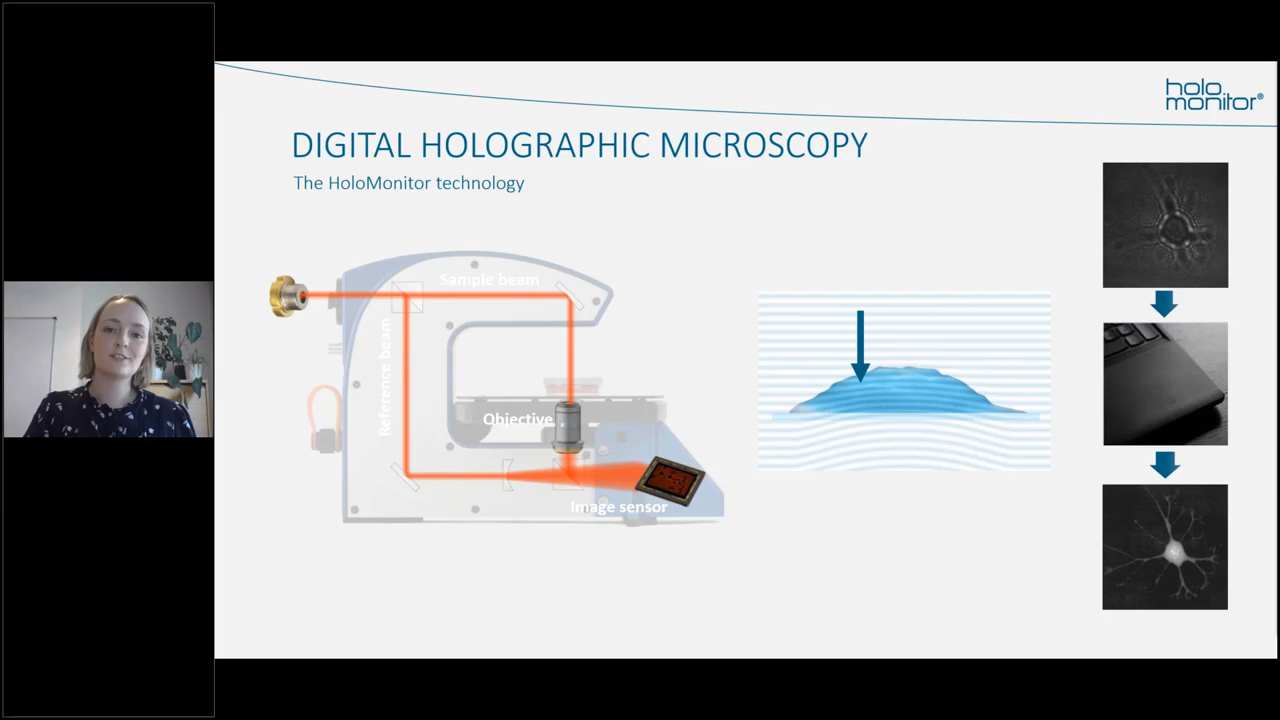 holo
monitor®
DIGITAL HOLOGRAPHIC MICROSCOPY
The HoloMonitor technology
Sample beam
Reference beam
Objective
Image sensor